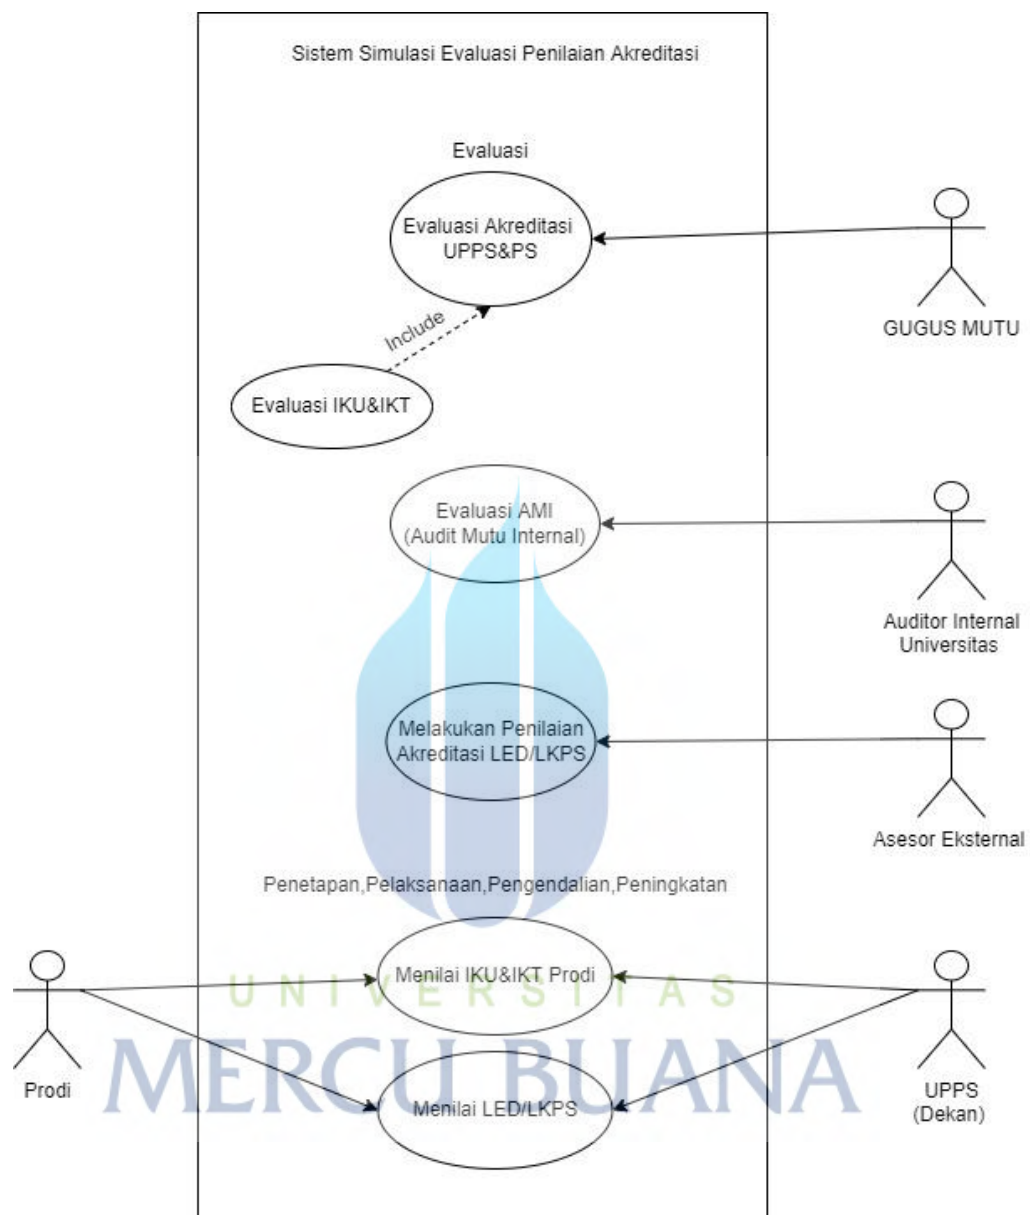 Sistem Simulasi Evaluasi Penilaian Akreditasi
Evaluasi
Evaluasi Akreditasi
UPPS&PS
GUGUS MUTU
Include
Evaluasi IKU&IKT
Evaluasi AMI
(Audit Mutu Internal)
Auditor Internal
Universitas
Melakukan Penilaian
Akreditasi LED/LKPS
Asesor Eksternal
Penetapan,Pelaksanaan,Pengendalian,Peningkatan
Menilai IKU&IKT Prodi
UNIVERSITAS
MERCU BUANA
Prodi
Menilai LED/LKPS
UPPS
(Dekan)